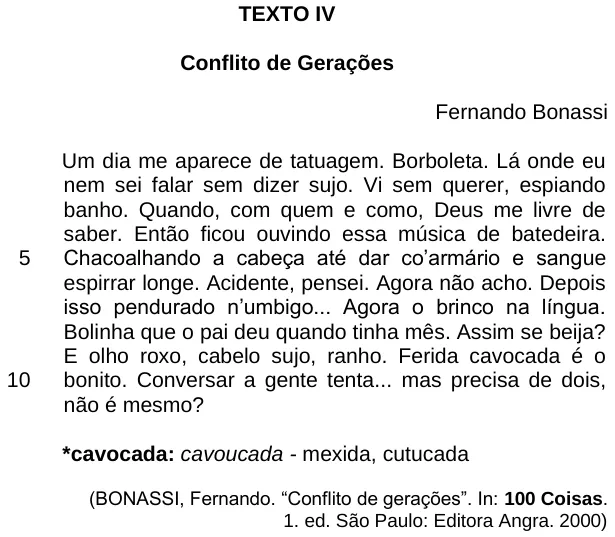 TEXTO IV
Conflito de Gerações
Fernando Bonassi
Um dia me aparece de tatuagem. Borboleta. Lá onde eu
nem sei falar sem dizer sujo. Vi sem querer, espiando
banho. Quando, com quem e como, Deus me livre de
saber. Então ficou ouvindo essa música de batedeira.
5 Chacoalhando a cabeça até dar co’armário e sangue
espirrar longe. Acidente, pensei. Agora não acho. Depois
isso pendurado n’umbigo... Agora o brinco na língua.
Bolinha que o pai deu quando tinha mês. Assim se beija?
E olho roxo, cabelo sujo, ranho. Ferida cavocada é o
10 bonito. Conversar a gente tenta... mas precisa de dois,
não é mesmo?
*cavocada: cavoucada - mexida, cutucada
(BONASSI, Fernando. “Conflito de gerações”. In: 100 Coisas.
1. ed. São Paulo: Editora Angra. 2000)